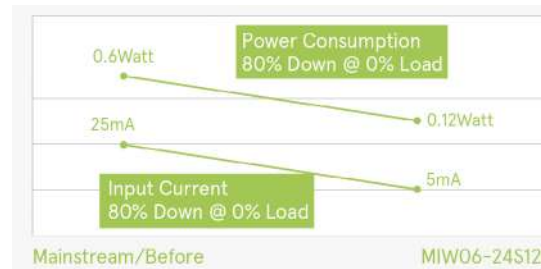 Power Consumption
80% Down @ 0% Load
0.6Watt
0.12Watt
25mA
5mA
Input Current
80% Down @ 0% Load
Mainstream/Before
MIW06-24S12